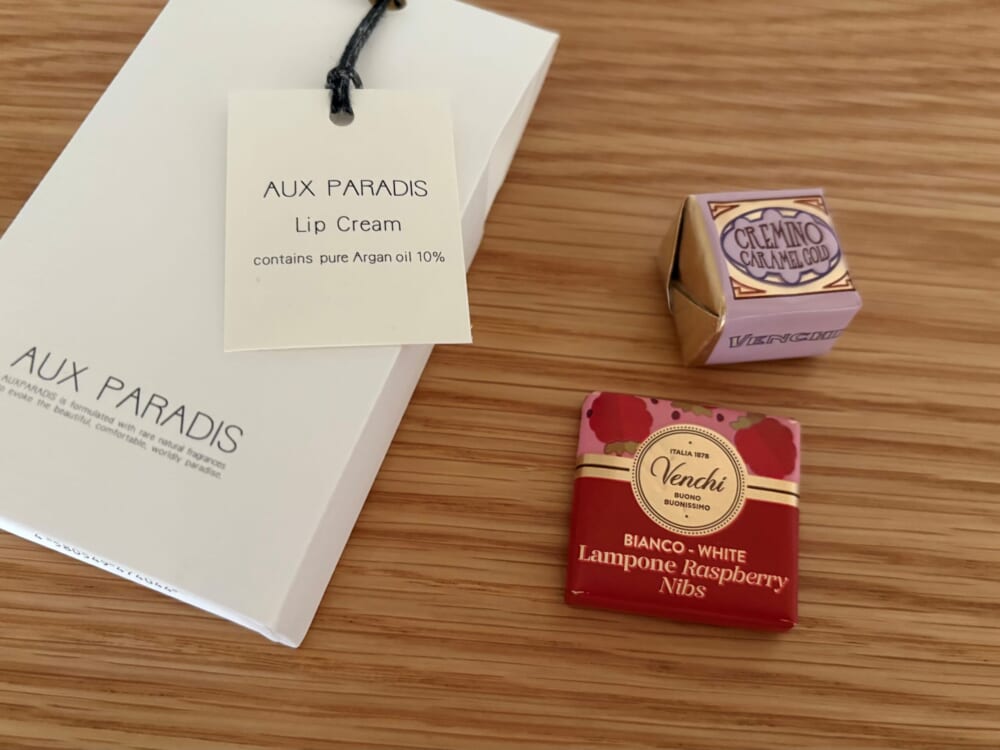 AUX PARADIS
Lip Cream
contains pure Argan oil 10%
AUX PARADIS
AUXPARADIS is formulated with rare natural fragrances
to evoke the beautiful, comfortable, worldly paradise.
CREMINO
CARAMEL GOLD
VENCHI
ITALIA 1878
Venchi
BUONO
BUONISSIMO
BIANCO - WHITE
Lampone Raspberry
Nibs